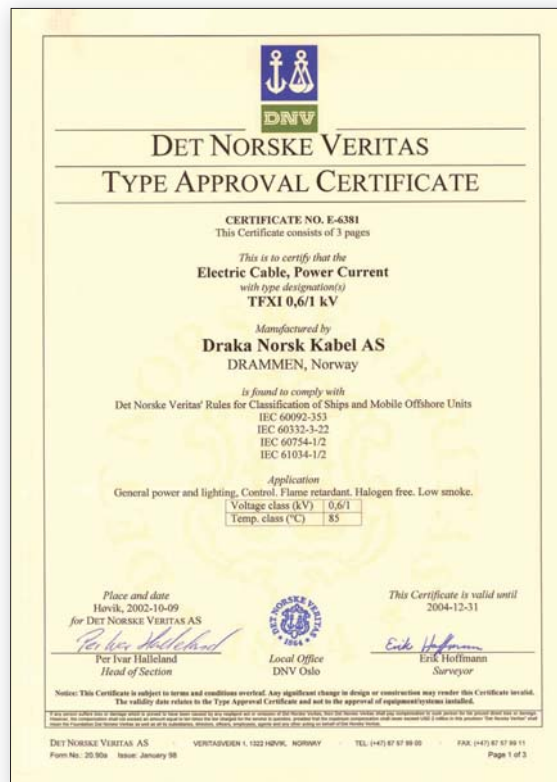 DNV
DET NORSKE VERITAS
TYPE APPROVAL CERTIFICATE
CERTIFICATE NO. E-6381
This Certificate consists of 3 pages
This is to certify that the
Electric Cable, Power Current
with type designation(s)
TFXI 0,6/1 kV
Manufactured by
Draka Norsk Kabel AS
DRAMMEN, Norway
is found to comply with
Det Norske Veritas' Rules for Classification of Ships and Mobile Offshore Units
IEC 60092-353
IEC 60332-3-22
IEC 60754-1/2
IEC 61034-1/2
Application
General power and lighting, Control. Flame retardant. Halogen free. Low smoke.
Voltage class (kV) 0,6/1
Temp. class (°C) 85
Place and date
Høvik, 2002-10-09
for DET NORSKE VERITAS AS
Per Ivar Halleland
Per Ivar Halleland
Head of Section
DET NORSKE VERITAS
1864
Local Office
DNV Oslo
This Certificate is valid until
2004-12-31
Erik Hoffmann
Erik Hoffmann
Surveyor
Notice: This Certificate is subject to terms and conditions overleaf. Any significant change in design or construction may render this Certificate invalid.
The validity date relates to the Type Approval Certificate and not to the approval of equipment/systems installed.
DET NORSKE VERITAS AS VERITASVEIEN 1, 1322 HØVIK, NORWAY TEL: (+47) 67 57 99 00 FAX: (+47) 67 57 99 11
Form No.: 20.90a Issue: January 98 Page 1 of 3